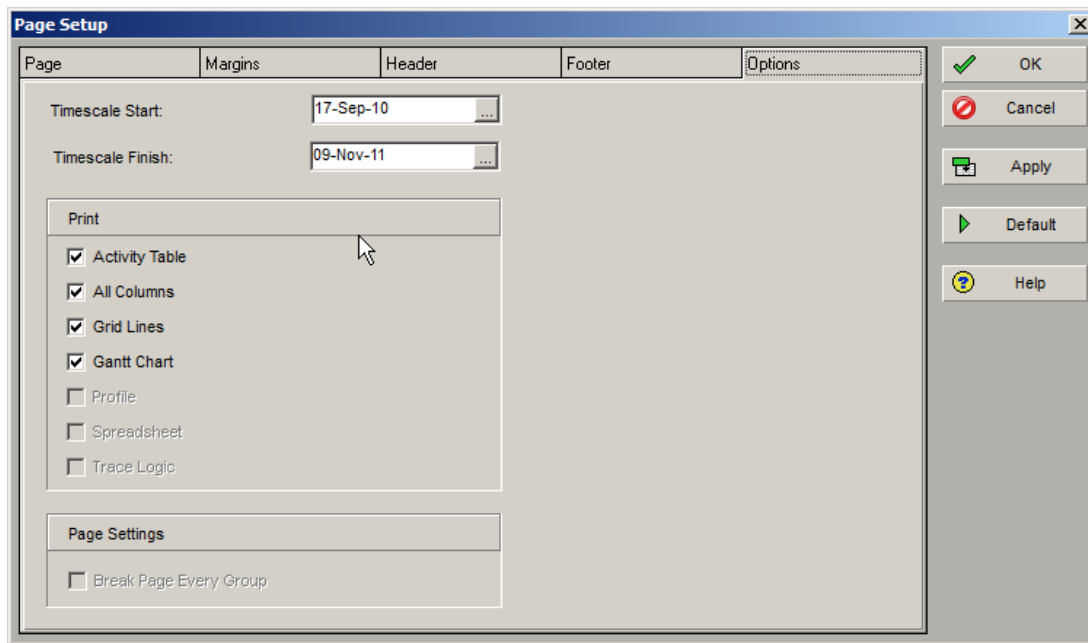 Page Setup
Page Margins Header Footer Options
OK
Timescale Start: 17-Sep-10 ...
Cancel
Timescale Finish: 09-Nov-11 ...
Apply
Print
Default
Activity Table
All Columns
Help
Grid Lines
Gantt Chart
Profile
Spreadsheet
Trace Logic
Page Settings
Break Page Every Group